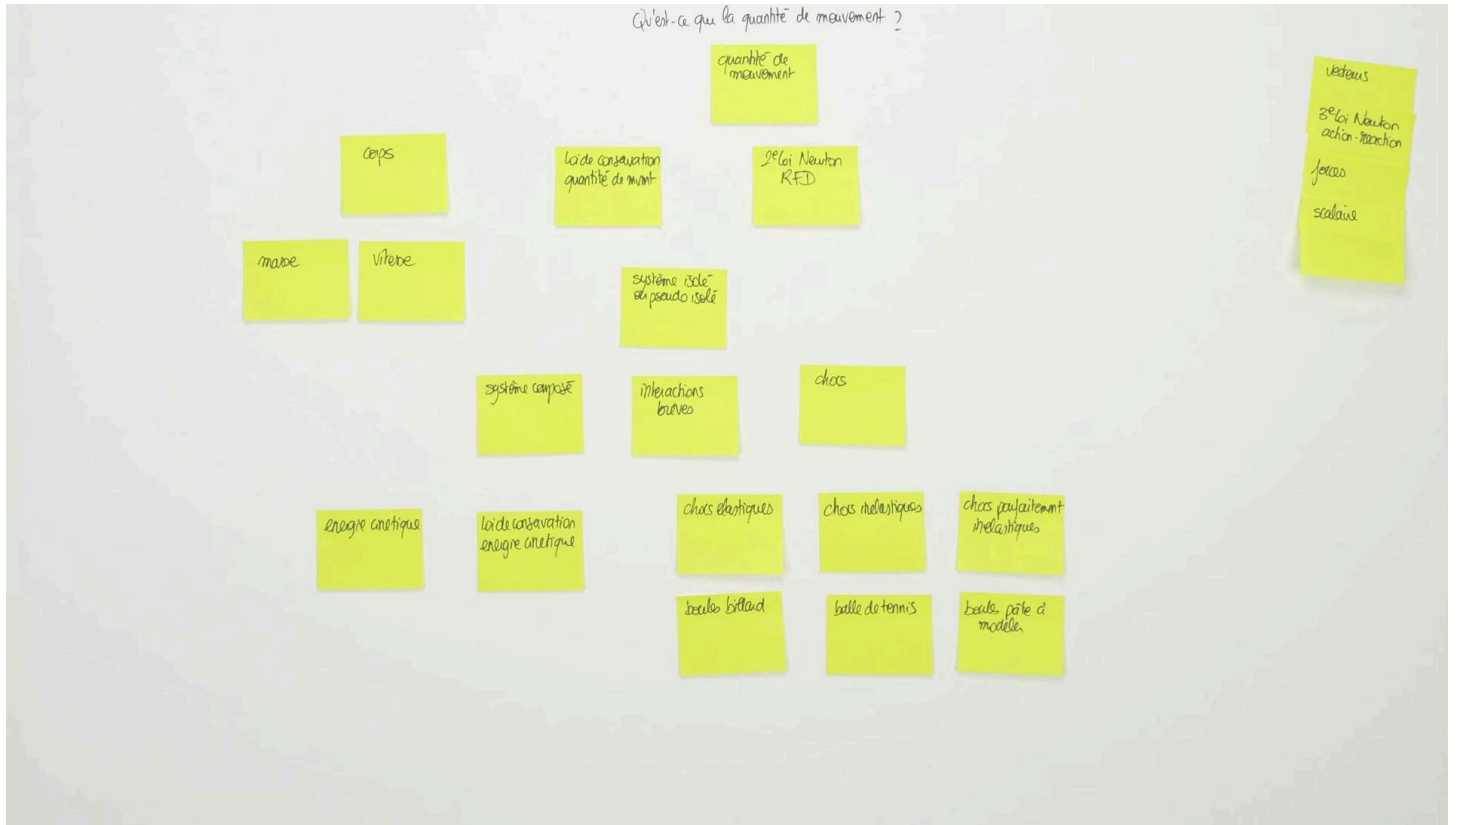 Qu'est-ce que la quantité de mouvement ?
quantité de
mouvement
corps
loi de conservation
quantité de mvmt
2e loi Newton
RFD
vecteurs
3e loi Newton
action-réaction
forces
scalaire
masse
vitesse
système isolé
ou pseudo isolé
système composé
interactions
brèves
chocs
énergie cinétique
loi de conservation
énergie cinétique
chocs élastiques
chocs inélastiques
chocs parfaitement
inélastiques
boules billard
balle de tennis
boules pâte à
modeler